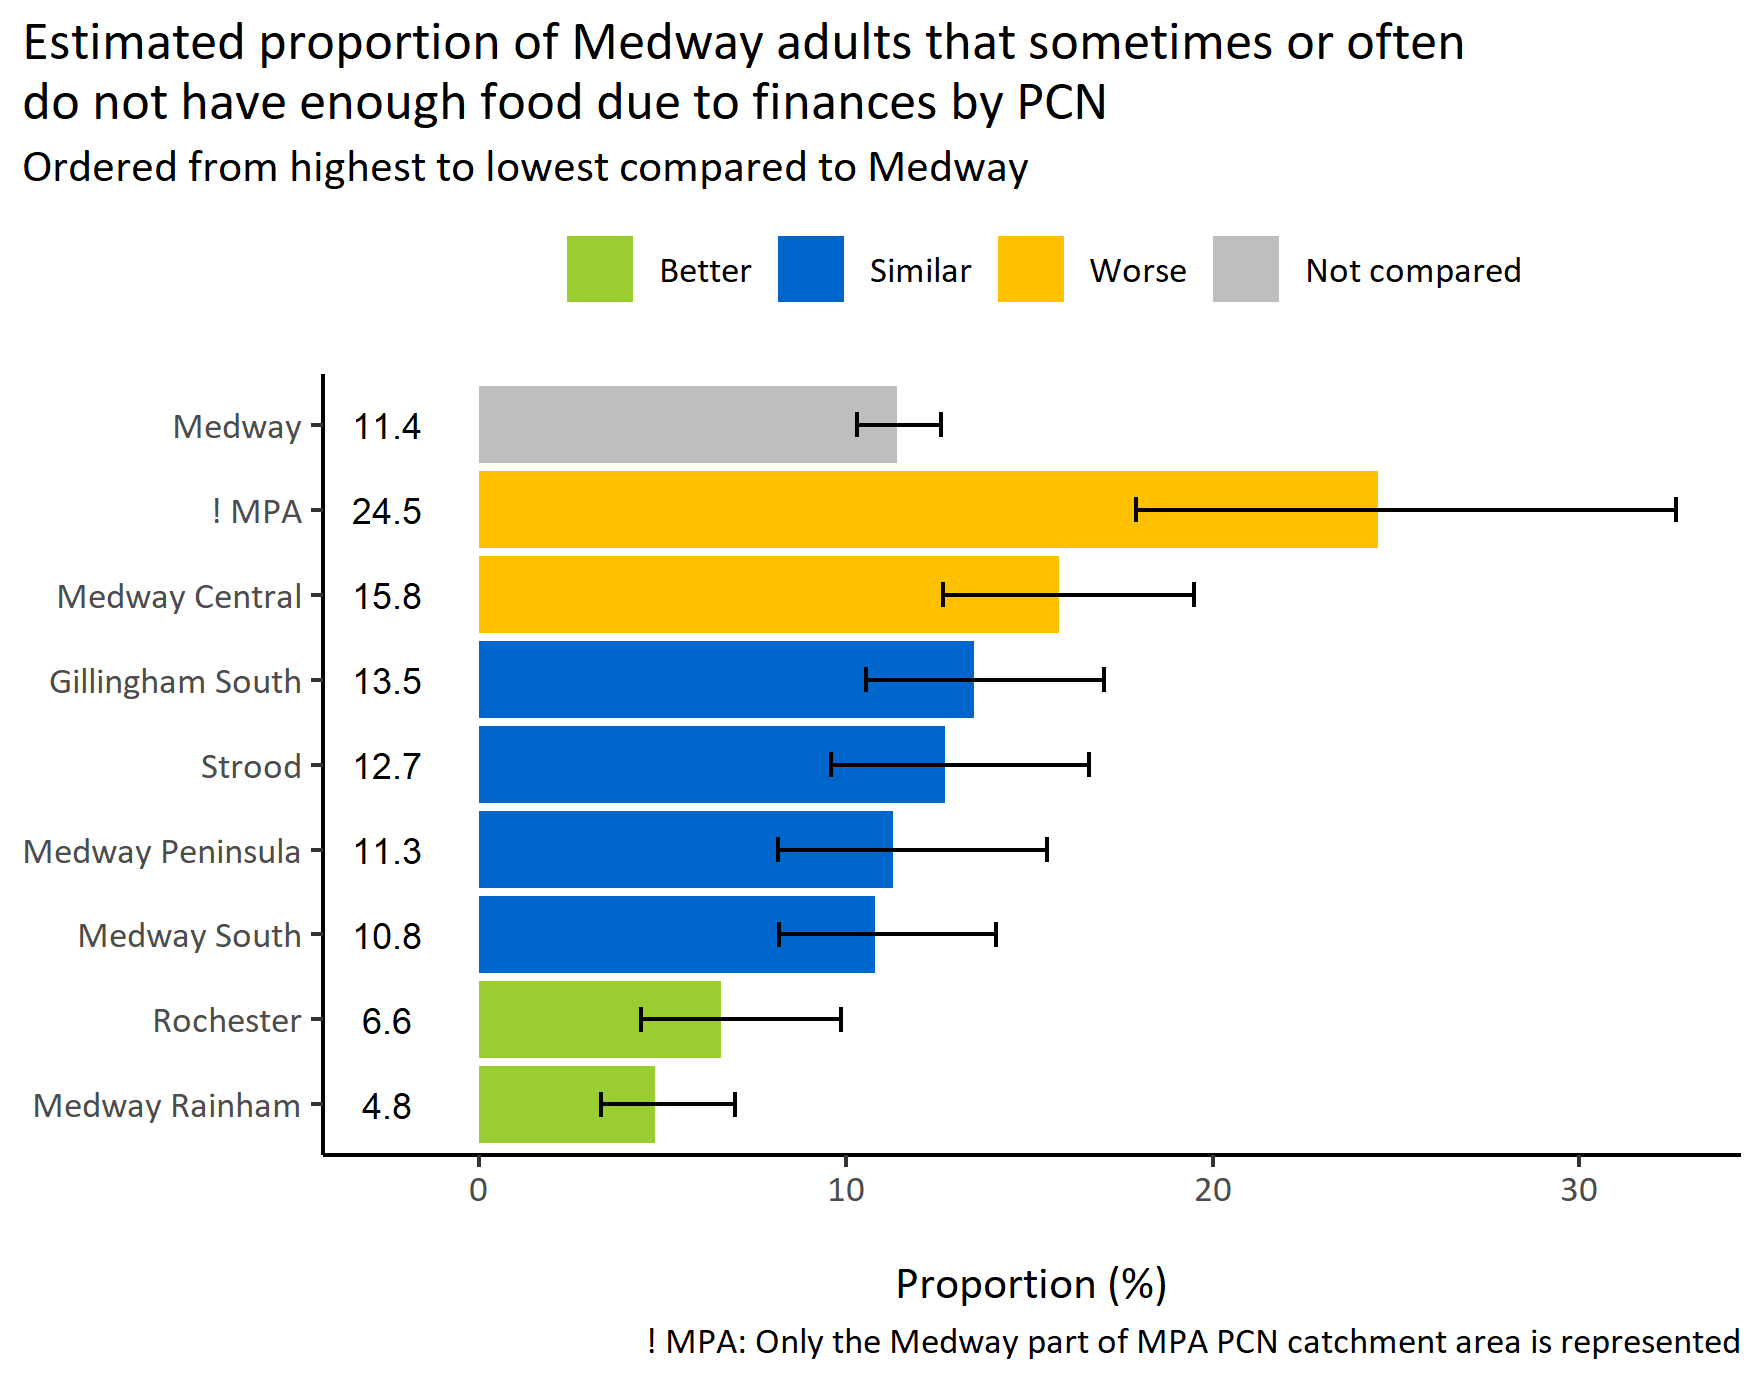 Estimated proportion of Medway adults that sometimes or often
do not have enough food due to finances by PCN
Ordered from highest to lowest compared to Medway
Better Similar Worse Not compared
Medway 11.4
! MPA 24.5
Medway Central 15.8
Gillingham South 13.5
Strood 12.7
Medway Peninsula 11.3
Medway South 10.8
Rochester 6.6
Medway Rainham 4.8
0 10 20 30
Proportion (%)
! MPA: Only the Medway part of MPA PCN catchment area is represented